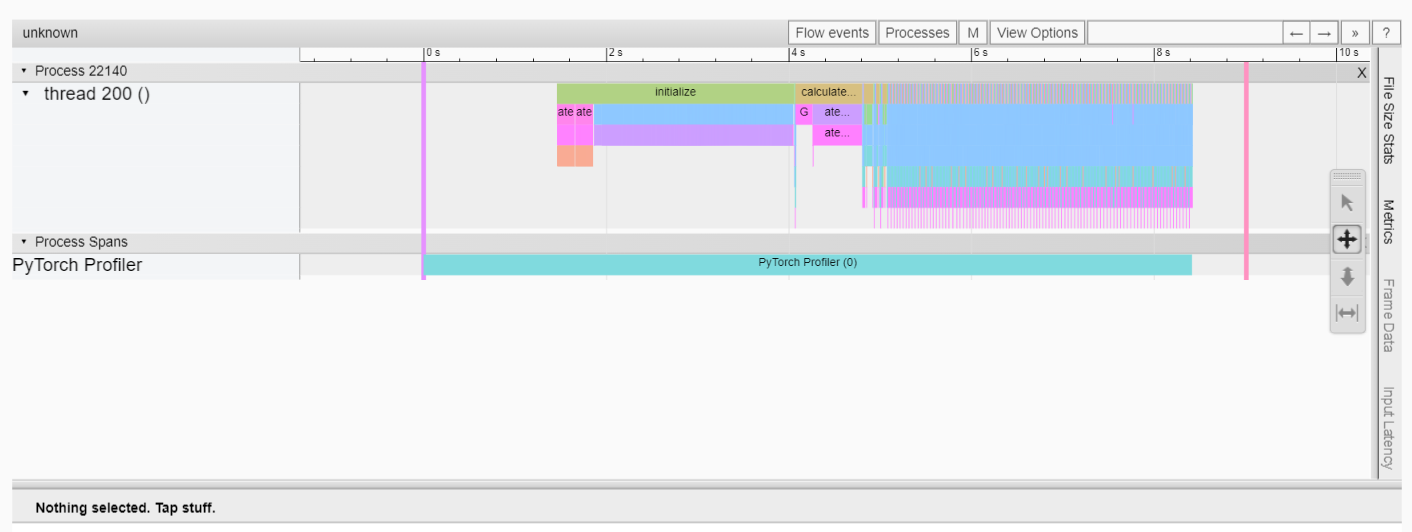 unknown
Flow events Processes M View Options ← → » ?
0 s 2 s 4 s 6 s 8 s 10 s
Process 22140 X
thread 200 ()
initialize calculate...
ate ate G ate...
ate...
Process Spans
PyTorch Profiler PyTorch Profiler (0)
File Size Stats
Metrics
Frame Data
Input Latency
Nothing selected. Tap stuff.